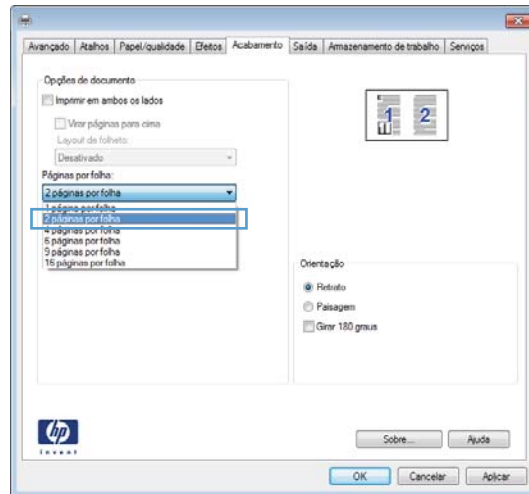 Avançado Atalhos Papel/qualidade Efeitos Acabamento Saída Armazenamento de trabalho Serviços
Opções de documento
Imprimir em ambos os lados
Virar páginas para cima
Layout de folheto:
Desativado
Páginas por folha:
2 páginas por folha
1 página por folha
2 páginas por folha
4 páginas por folha
6 páginas por folha
9 páginas por folha
16 páginas por folha
1 2
Orientação
Retrato
Paisagem
Girar 180 graus
hp
invent
Sobre... Ajuda
OK Cancelar Aplicar